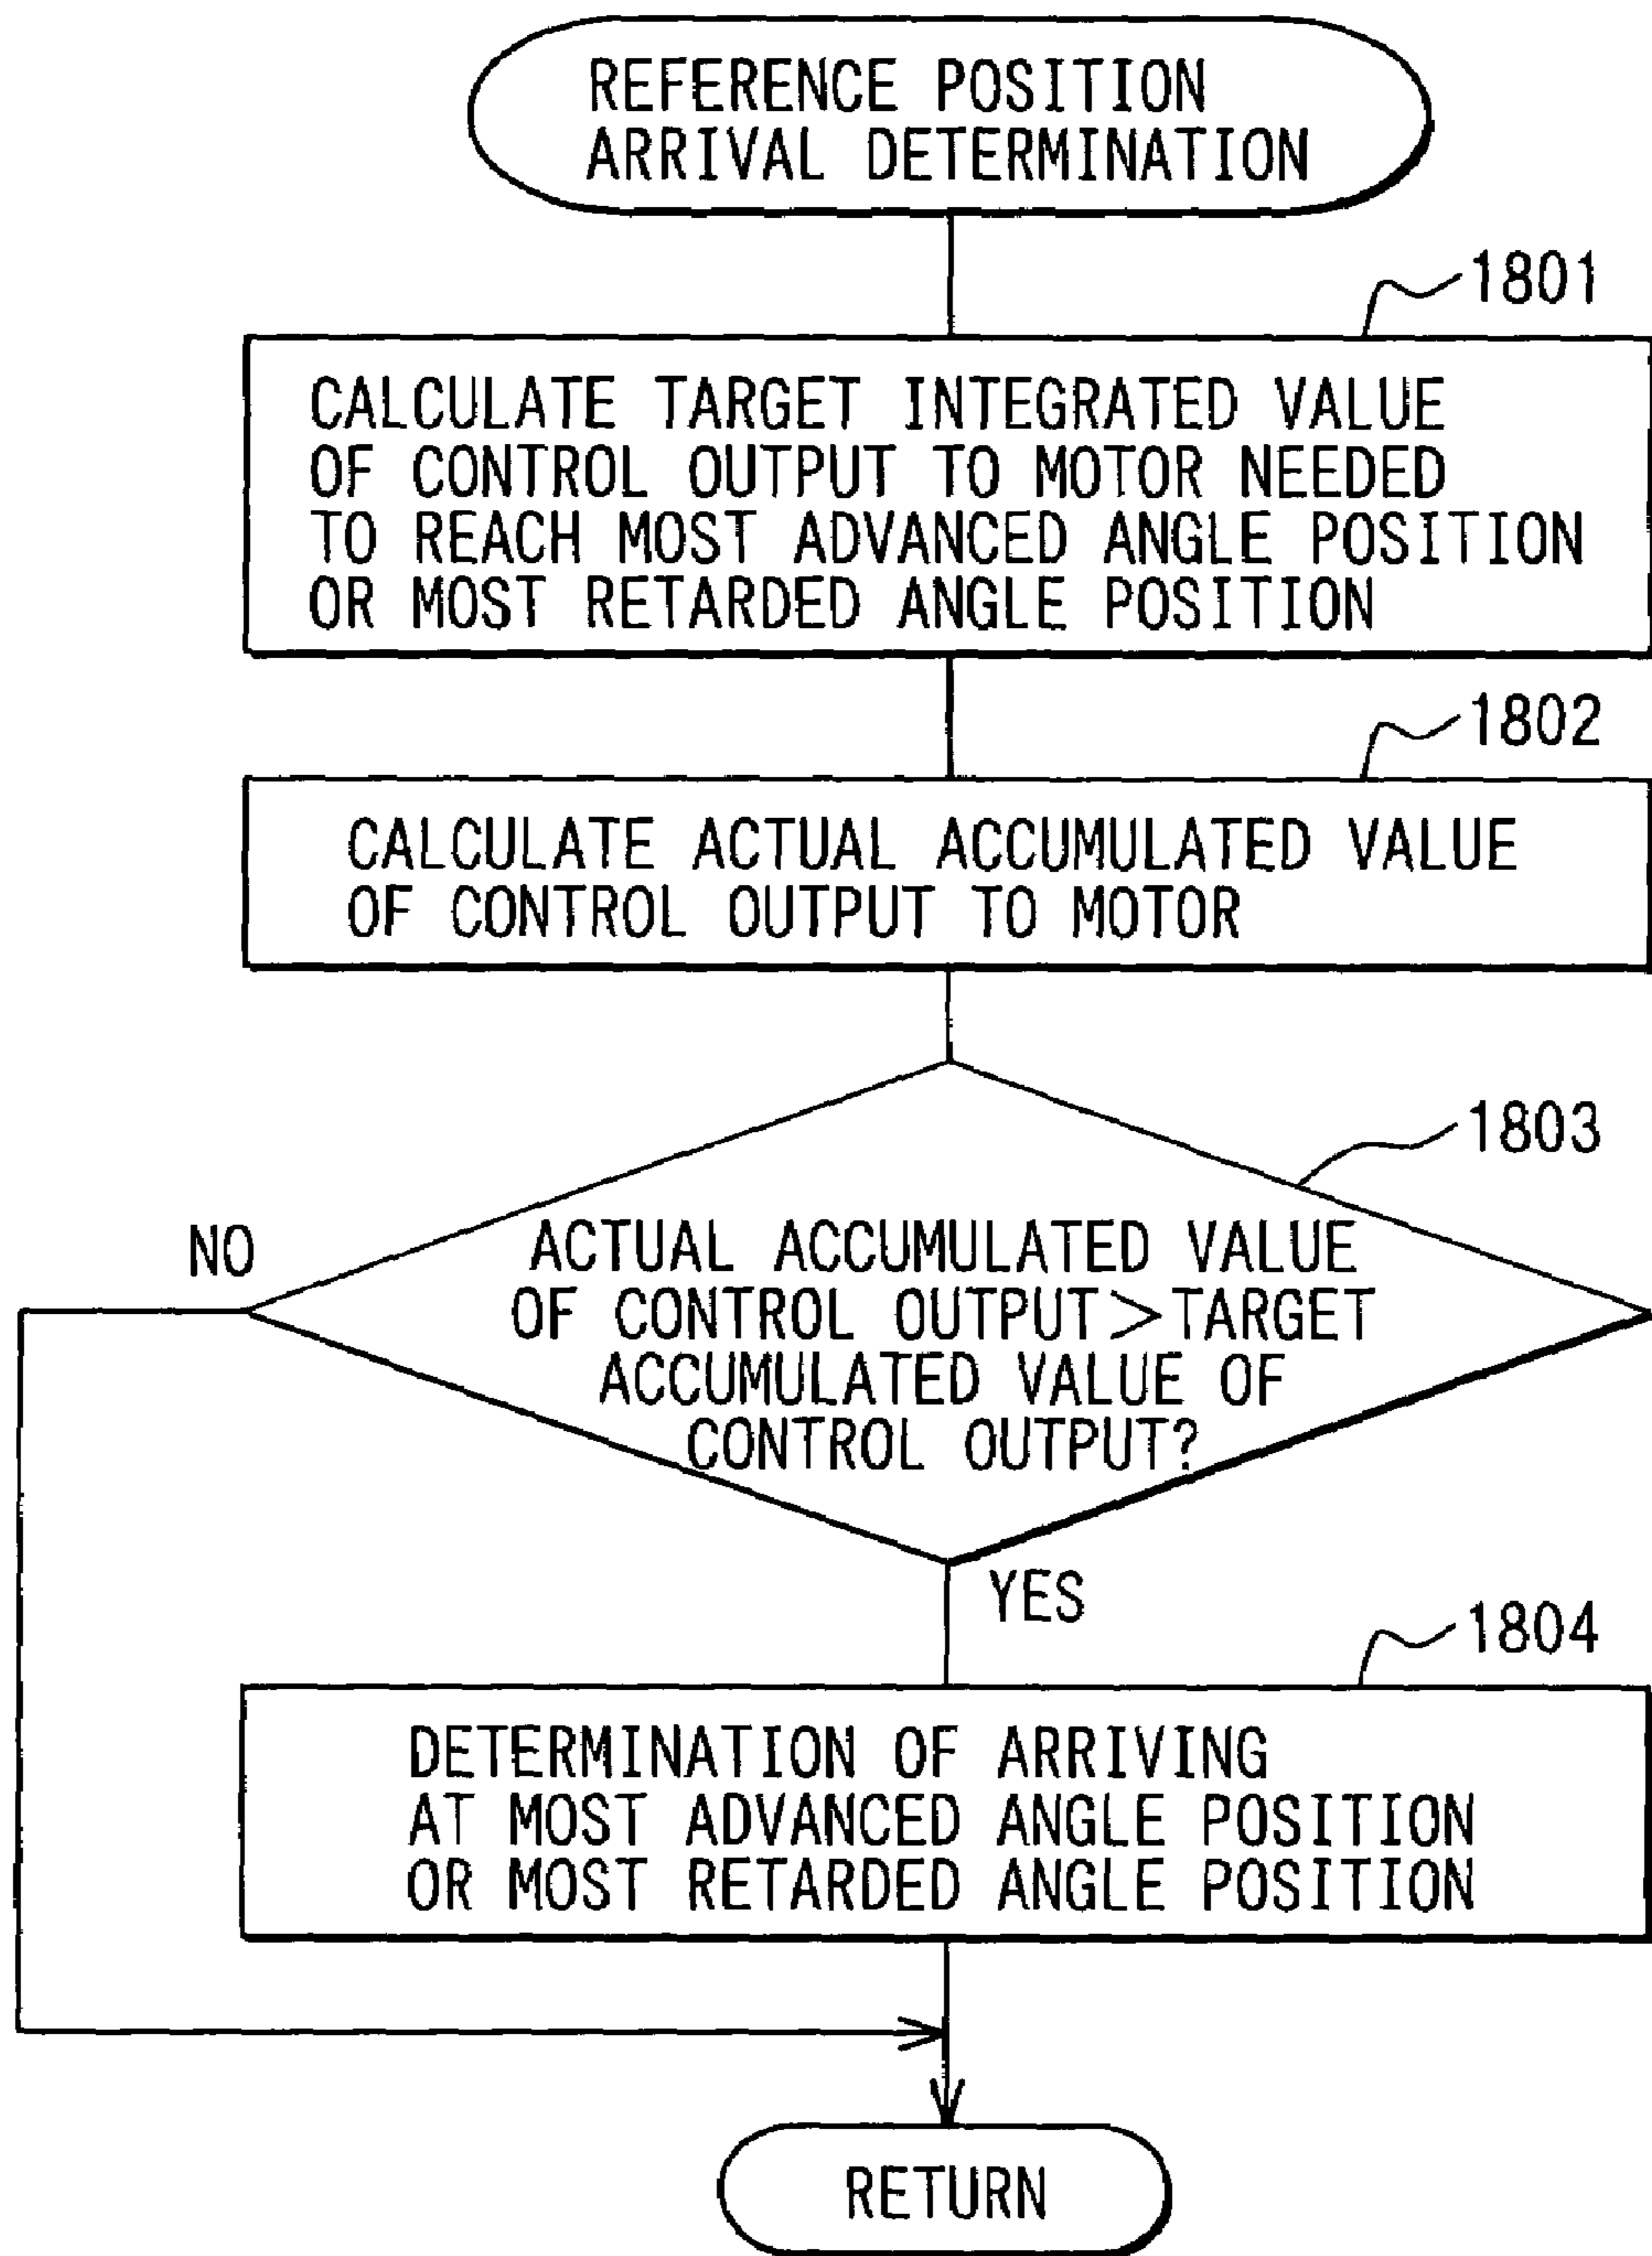 REFERENCE POSITION
ARRIVAL DETERMINATION
1801
CALCULATE TARGET INTEGRATED VALUE
OF CONTROL OUTPUT TO MOTOR NEEDED
TO REACH MOST ADVANCED ANGLE POSITION
OR MOST RETARDED ANGLE POSITION
1802
CALCULATE ACTUAL ACCUMULATED VALUE
OF CONTROL OUTPUT TO MOTOR
1803
NO
ACTUAL ACCUMULATED VALUE
OF CONTROL OUTPUT>TARGET
ACCUMULATED VALUE OF
CONTROL OUTPUT?
YES
1804
DETERMINATION OF ARRIVING
AT MOST ADVANCED ANGLE POSITION
OR MOST RETARDED ANGLE POSITION
RETURN